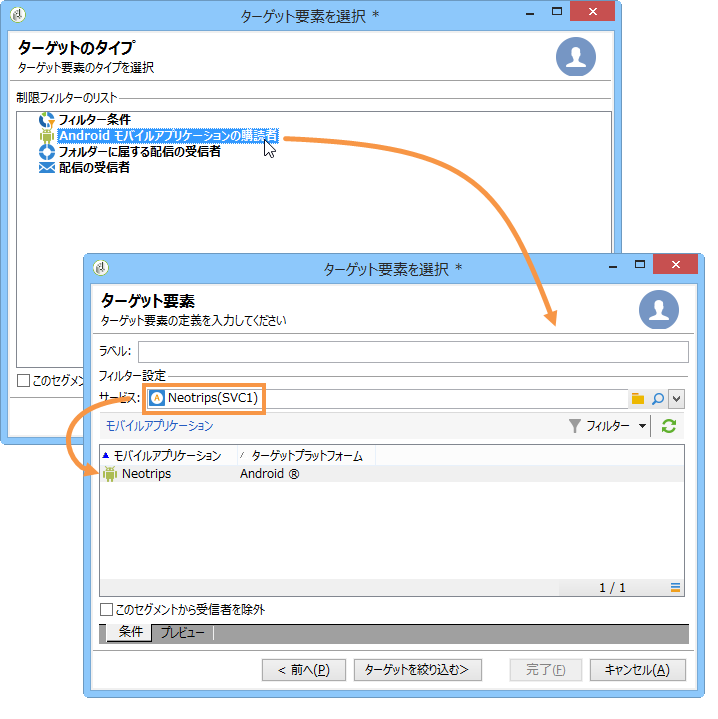 ターゲット要素を選択 *
ターゲットのタイプ
ターゲット要素のタイプを選択
制限フィルターのリスト
フィルター条件
Android モバイルアプリケーションの購読者
フォルダーに属する配信の受信者
配信の受信者
このセグメン
ターゲット要素を選択 *
ターゲット要素
ターゲット要素の定義を入力してください
ラベル:
フィルター設定
サービス: Neotrips(SVC1)
モバイルアプリケーション フィルター
モバイルアプリケーション ターゲットプラットフォーム
Neotrips Android ®
1 / 1
このセグメントから受信者を除外
条件 プレビュー
< 前へ(P) ターゲットを絞り込む> 完了(F) キャンセル(A)